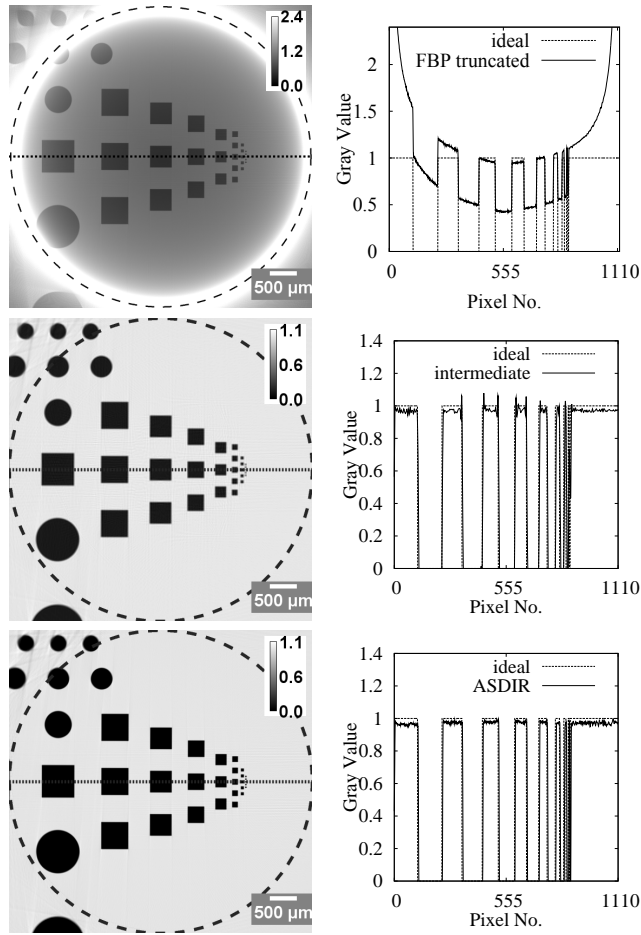 2.4
1.2
0.0
500 µm
ideal
FBP truncated
2
1.5
1
0.5
0
Gray Value
0 555 1110
Pixel No.
1.1
0.6
0.0
500 µm
1.4
ideal
1.2
intermediate
1
0.8
0.6
0.4
0.2
0
Gray Value
0 555 1110
Pixel No.
1.1
0.6
0.0
500 µm
1.4
ideal
1.2
ASDIR
1
0.8
0.6
0.4
0.2
0
Gray Value
0 555 1110
Pixel No.